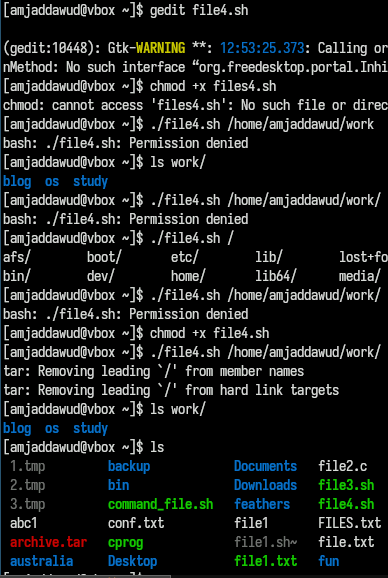 [amjaddawud@vbox ~]$ gedit file4.sh
(gedit:10448): Gtk-WARNING **: 12:53:25.373: Calling or
nMethod: No such interface “org.freedesktop.portal.Inhi
[amjaddawud@vbox ~]$ chmod +x files4.sh
chmod: cannot access 'files4.sh': No such file or direc
[amjaddawud@vbox ~]$ ./file4.sh /home/amjaddawud/work
bash: ./file4.sh: Permission denied
[amjaddawud@vbox ~]$ ls work/
blog os study
[amjaddawud@vbox ~]$ ./file4.sh /home/amjaddawud/work/
bash: ./file4.sh: Permission denied
[amjaddawud@vbox ~]$ ./file4.sh /
afs/ boot/ etc/ lib/ lost+fo
bin/ dev/ home/ lib64/ media/
[amjaddawud@vbox ~]$ ./file4.sh /home/amjaddawud/work/
bash: ./file4.sh: Permission denied
[amjaddawud@vbox ~]$ chmod +x file4.sh
[amjaddawud@vbox ~]$ ./file4.sh /home/amjaddawud/work/
tar: Removing leading `/' from member names
tar: Removing leading `/' from hard link targets
[amjaddawud@vbox ~]$ ls work/
blog os study
[amjaddawud@vbox ~]$ ls
1.tmp backup Documents file2.c
2.tmp bin Downloads file3.sh
3.tmp command_file.sh feathers file4.sh
abc1 conf.txt file1 FILES.txt
archive.tar cprog file1.sh~ file.txt
australia Desktop file1.txt fun